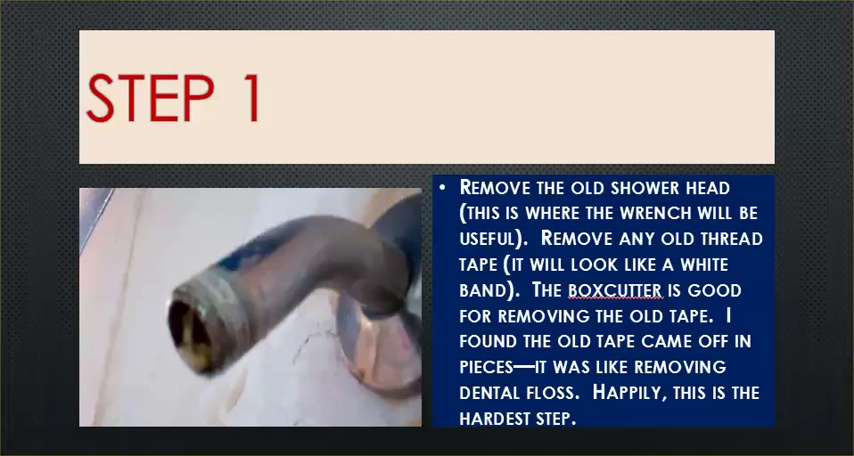 STEP 1
• REMOVE THE OLD SHOWER HEAD
(THIS IS WHERE THE WRENCH WILL BE
USEFUL). REMOVE ANY OLD THREAD
TAPE (IT WILL LOOK LIKE A WHITE
BAND). THE BOXCUTTER IS GOOD
FOR REMOVING THE OLD TAPE. I
FOUND THE OLD TAPE CAME OFF IN
PIECES—IT WAS LIKE REMOVING
DENTAL FLOSS. HAPPILY, THIS IS THE
HARDEST STEP.